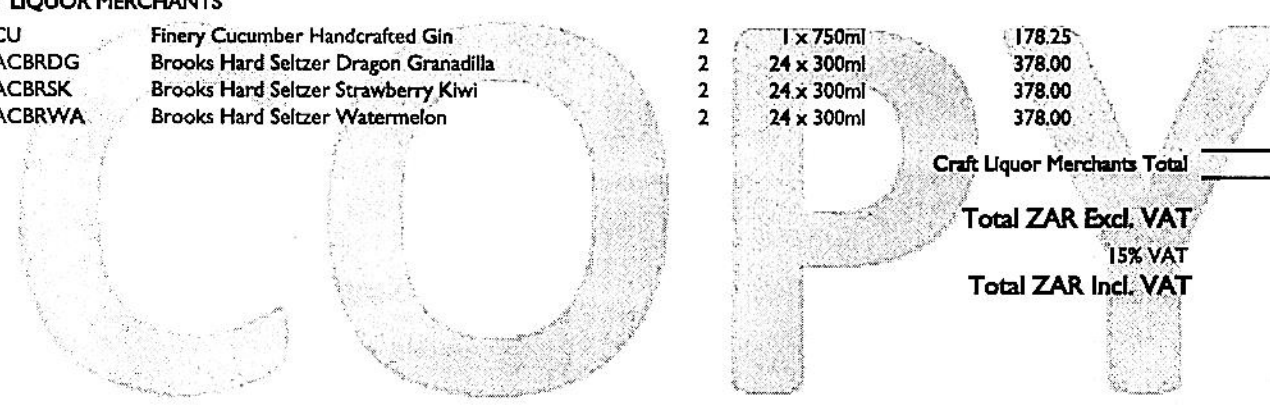 LIQUOR MERCHANTS
CU Finery Cucumber Handcrafted Gin 2 1 x 750ml 178.25
ACBRDG Brooks Hard Seltzer Dragon Granadilla 2 24 x 300ml 378.00
ACBRSK Brooks Hard Seltzer Strawberry Kiwi 2 24 x 300ml 378.00
ACBRWA Brooks Hard Seltzer Watermelon 2 24 x 300ml 378.00
Craft Liquor Merchants Total
Total ZAR Excl. VAT
15% VAT
Total ZAR Incl. VAT
COPY